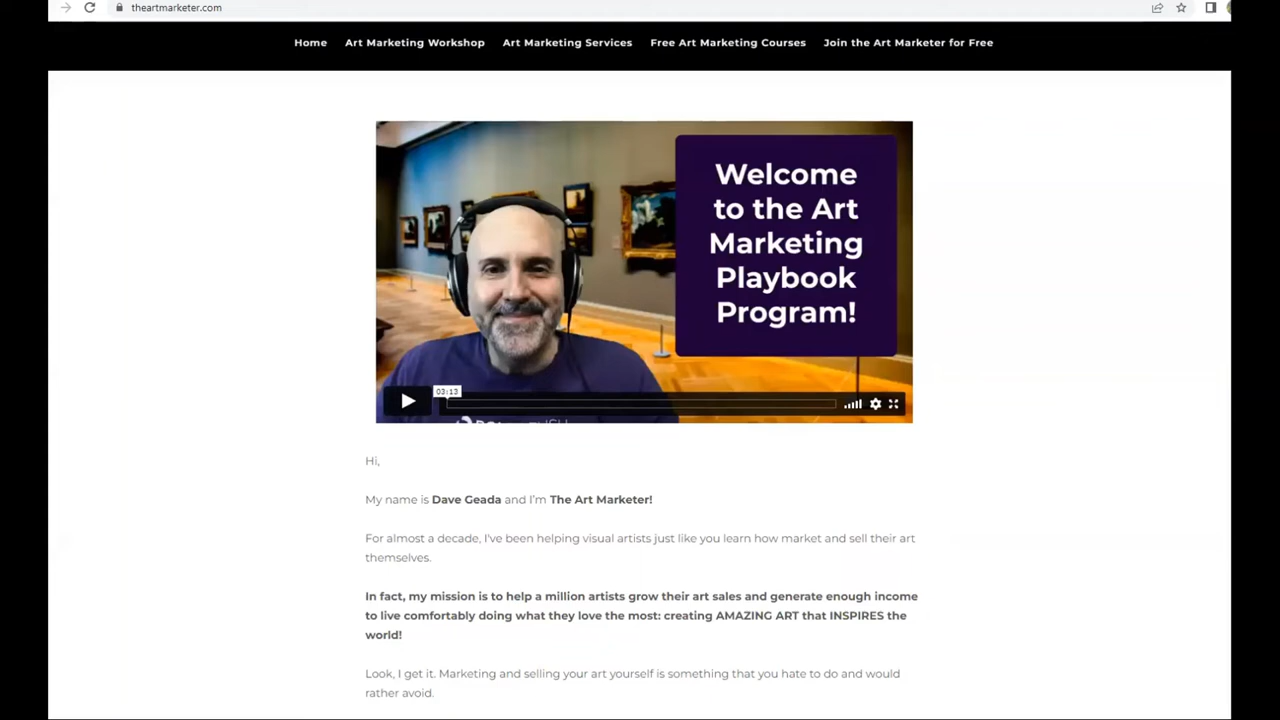 theartmarketer.com
Home Art Marketing Workshop Art Marketing Services Free Art Marketing Courses Join the Art Marketer for Free
Welcome
to the Art
Marketing
Playbook
Program!
03:13
Hi,
My name is Dave Geada and I'm The Art Marketer!
For almost a decade, I've been helping visual artists just like you learn how market and sell their art
themselves.
In fact, my mission is to help a million artists grow their art sales and generate enough income
to live comfortably doing what they love the most: creating AMAZING ART that INSPIRES the
world!
Look, I get it. Marketing and selling your art yourself is something that you hate to do and would
rather avoid.